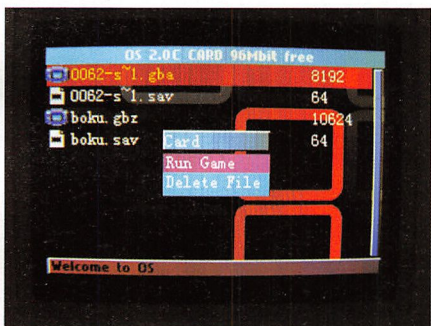 OS 2.0E CARD 96Mbit free
0062-s~1.gba 8192
0062-s~1.sav 64
boku.gbz 10624
boku.sav 64
Card
Run Game
Delete File
Welcome to OS